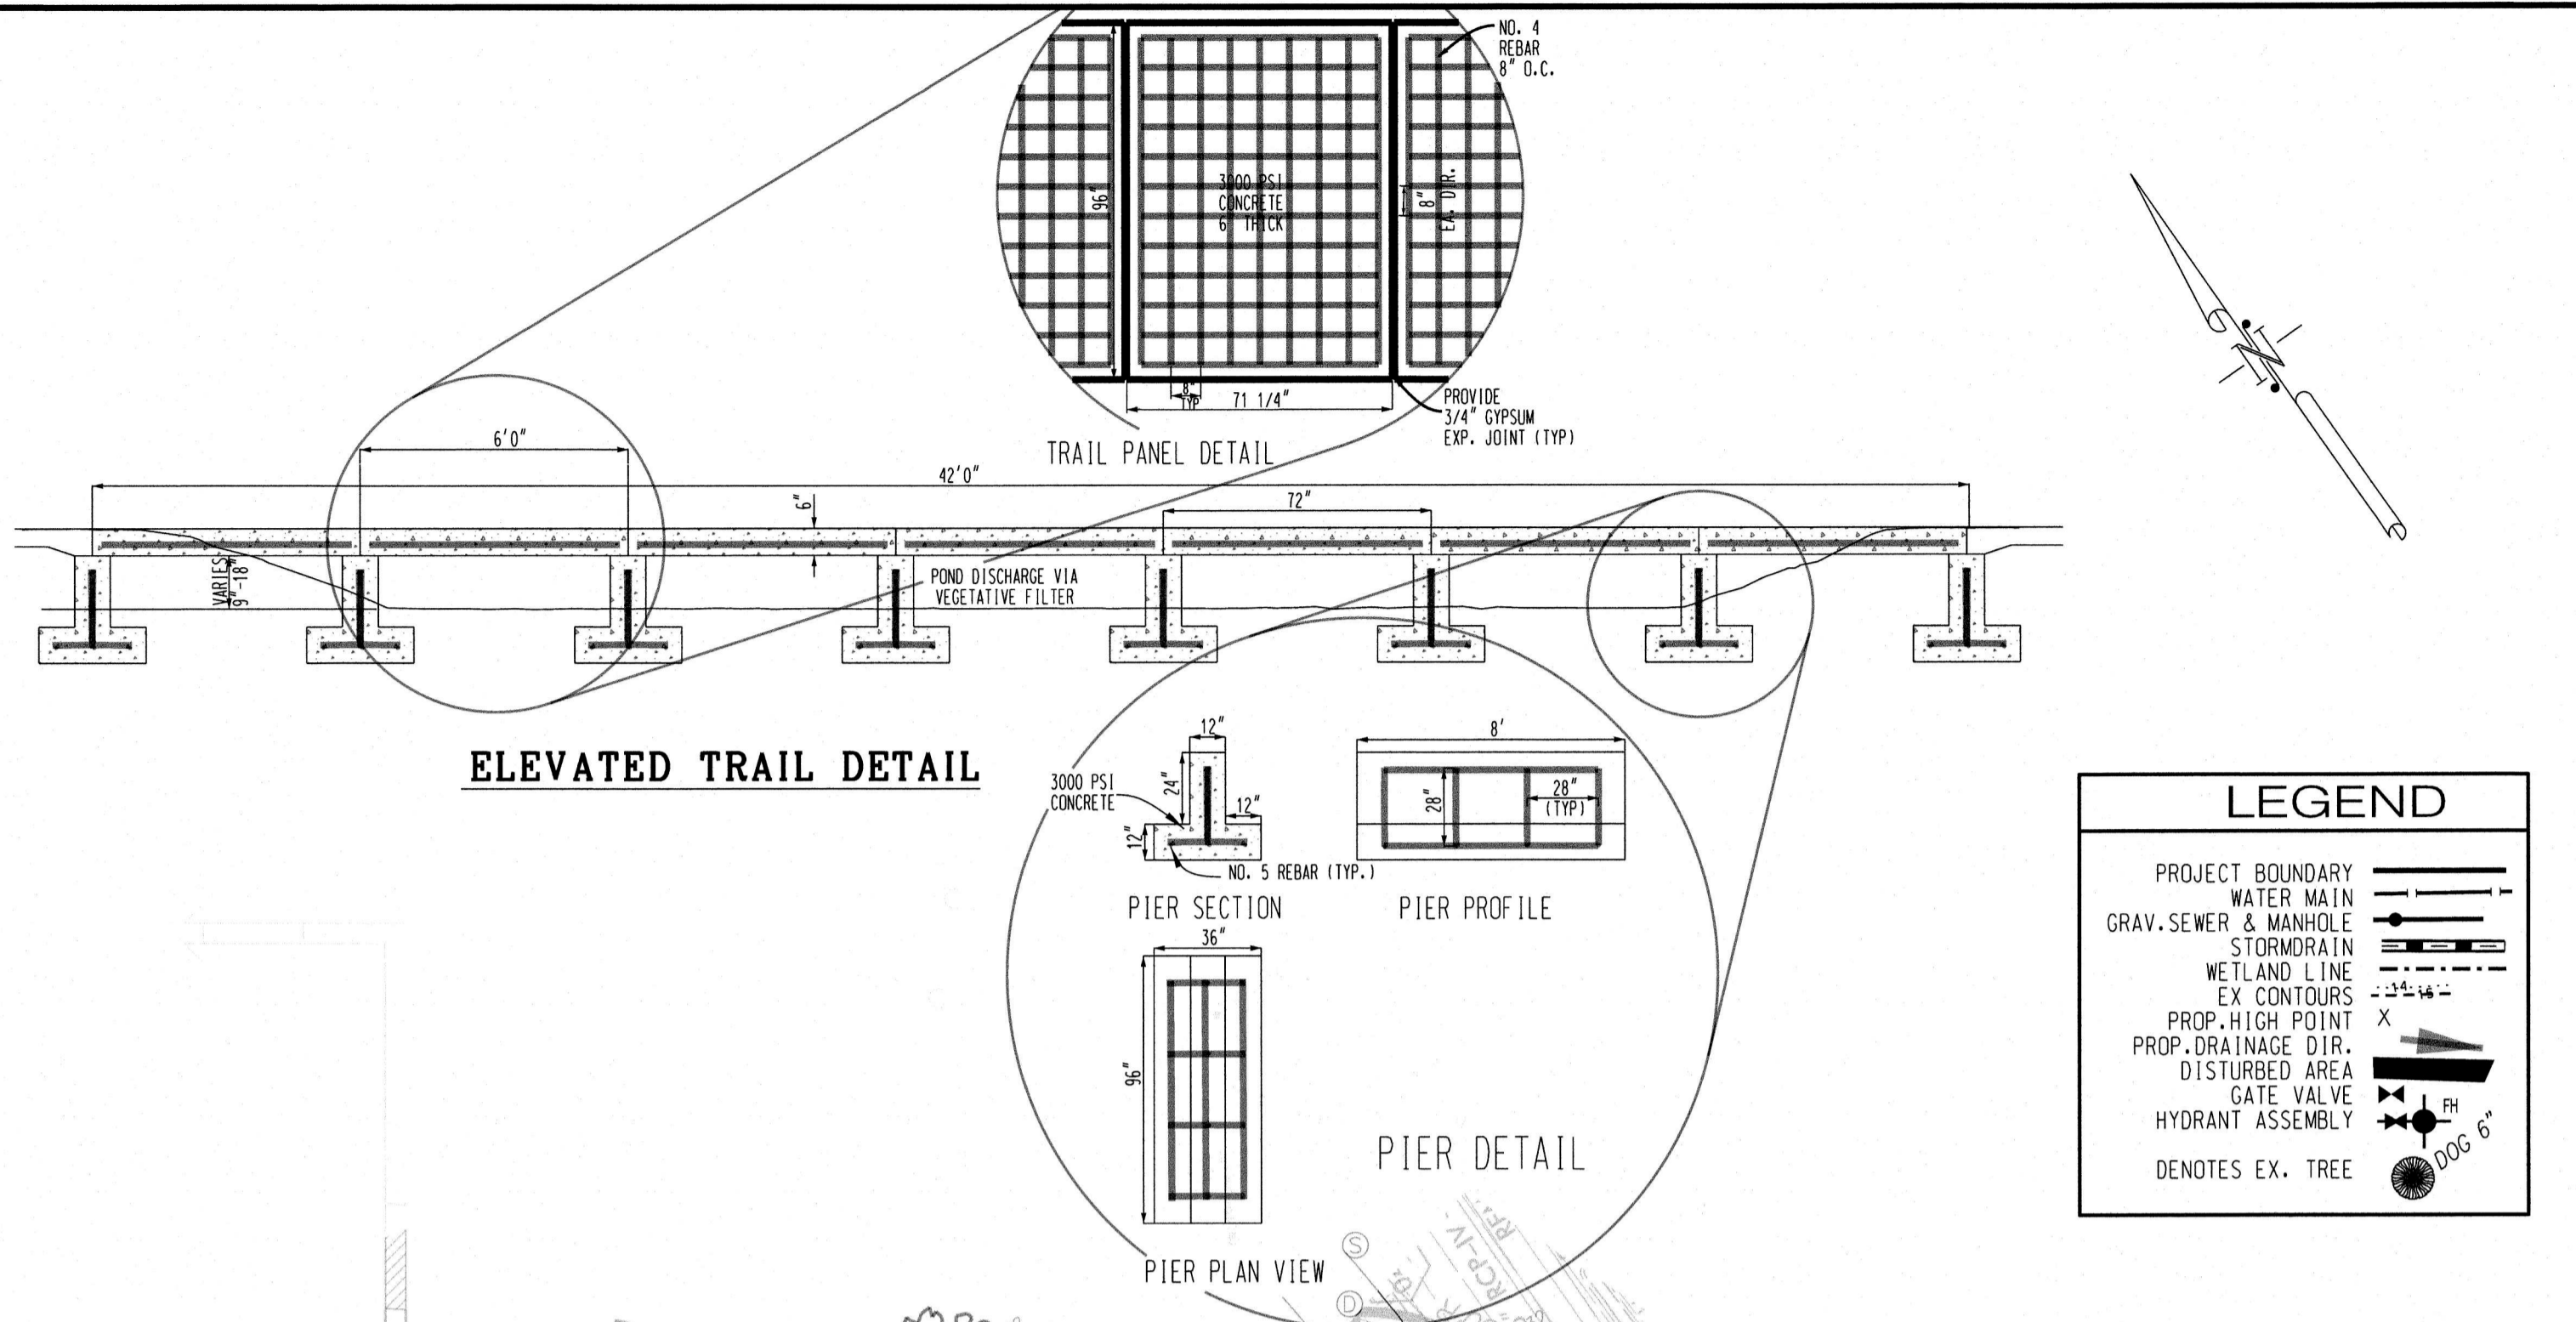 NO. 4
REBAR
8" O.C.
96"
3000 PSI
CONCRETE
6" THICK
8"
EA. DIR.
8"
TYP
71 1/4"
PROVIDE
3/4" GYPSUM
EXP. JOINT (TYP)
TRAIL PANEL DETAIL
6'0"
42'0"
6"
72"
VARIES
9"-18"
POND DISCHARGE VIA
VEGETATIVE FILTER
ELEVATED TRAIL DETAIL
12"
8'
3000 PSI
CONCRETE
24"
12"
12"
28"
28"
(TYP)
NO. 5 REBAR (TYP.)
PIER SECTION
PIER PROFILE
36"
96"
PIER DETAIL
PIER PLAN VIEW
S
D
RCP-IV
LEGEND
PROJECT BOUNDARY
WATER MAIN
GRAV.SEWER & MANHOLE
STORMDRAIN
WETLAND LINE
EX CONTOURS
14
15
PROP.HIGH POINT X
PROP.DRAINAGE DIR.
DISTURBED AREA
GATE VALVE
HYDRANT ASSEMBLY
FH
DENOTES EX. TREE
DOG 6"